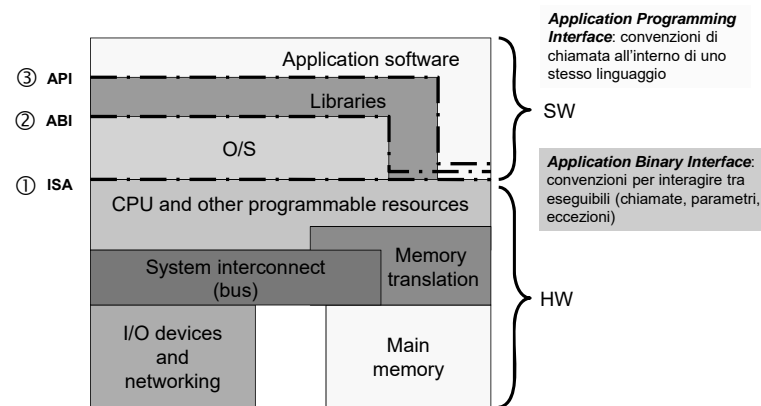 Application Programming
Interface: convenzioni di
chiamata all'interno di uno
stesso linguaggio
Application software
③ API
Libraries
② ABI
SW
O/S
Application Binary Interface:
convenzioni per interagire tra
eseguibili (chiamate, parametri,
eccezioni)
① ISA
CPU and other programmable resources
Memory
translation
System interconnect
(bus)
HW
I/O devices
and
networking
Main
memory